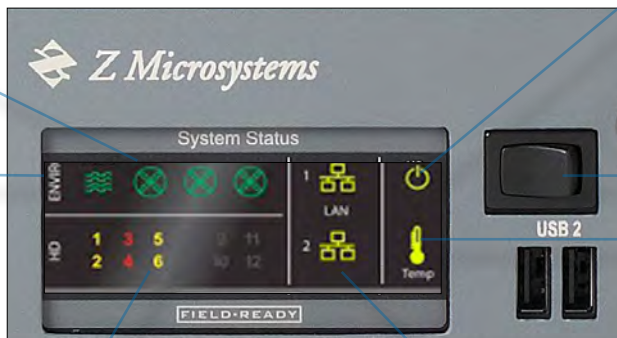 Z Microsystems
System Status
ENVIR
1
LAN
2
HD
1 3 5 9 11
2 4 6 10 12
Temp
USB 2
FIELD-READY